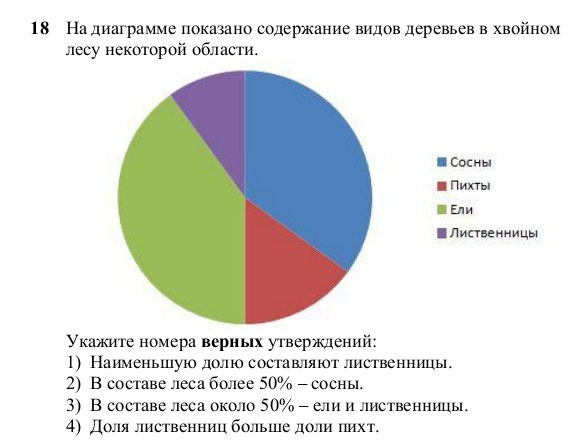 18 На диаграмме показано содержание видов деревьев в хвойном
лесу некоторой области.
Сосны
Пихты
Ели
Лиственницы
Укажите номера верных утверждений:
1) Наименьшую долю составляют лиственницы.
2) В составе леса более 50% – сосны.
3) В составе леса около 50% – ели и лиственницы.
4) Доля лиственниц больше доли пихт.